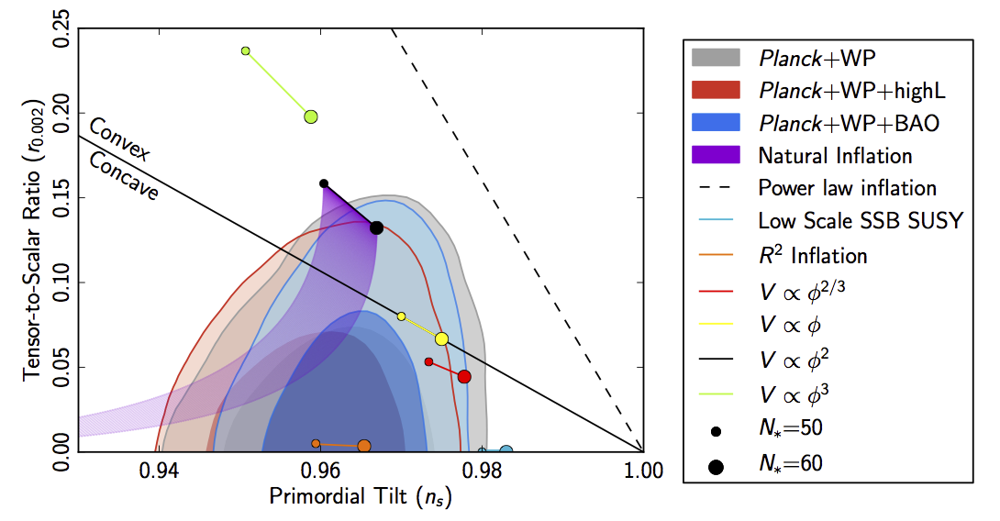 0.25
0.20
0.15
0.10
0.05
0.00
Tensor-to-Scalar Ratio (r₀.₀₀₂)
Convex
Concave
0.94
0.96
0.98
1.00
Primordial Tilt (nₛ)
Planck+WP
Planck+WP+highL
Planck+WP+BAO
Natural Inflation
Power law inflation
Low Scale SSB SUSY
R² Inflation
V ∝ φ^{2/3}
V ∝ φ
V ∝ φ²
V ∝ φ³
N∗=50
N∗=60